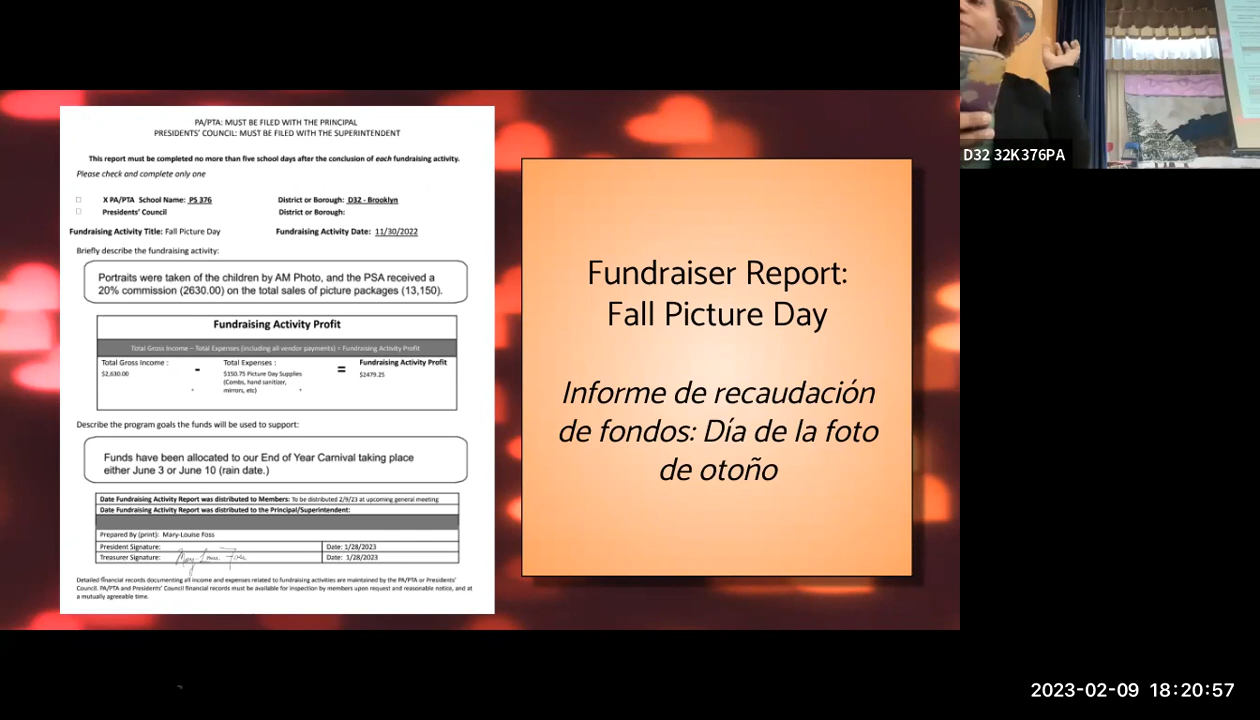 PA/PTA: MUST BE FILED WITH THE PRINCIPAL
PRESIDENTS' COUNCIL: MUST BE FILED WITH THE SUPERINTENDENT
This report must be completed no more than five school days after the conclusion of each fundraising activity.
Please check and complete only one
X PA/PTA School Name: PS 376 District or Borough: D32 - Brooklyn
Presidents' Council District or Borough:
Fundraising Activity Title: Fall Picture Day Fundraising Activity Date: 11/30/2022
Briefly describe the fundraising activity:
Portraits were taken of the children by AM Photo, and the PSA received a
20% commission (2630.00) on the total sales of picture packages (13,150).
Fundraising Activity Profit
Total Gross Income – Total Expenses (including all vendor payments) = Fundraising Activity Profit
Total Gross Income : Total Expenses : Fundraising Activity Profit
$2,630.00 - $150.75 Picture Day Supplies = $2479.25
(Combs, hand sanitizer,
mirrors, etc)
Describe the program goals the funds will be used to support:
Funds have been allocated to our End of Year Carnival taking place
either June 3 or June 10 (rain date.)
Date Fundraising Activity Report was distributed to Members: To be distributed 2/9/23 at upcoming general meeting
Date Fundraising Activity Report was distributed to the Principal/Superintendent:
Prepared By (print): Mary-Louise Foss
President Signature: Date: 1/28/2023
Treasurer Signature: Mary-Louise Foss Date: 1/28/2023
Detailed financial records documenting all income and expenses related to fundraising activities are maintained by the PA/PTA or Presidents'
Council. PA/PTA and Presidents' Council financial records must be available for inspection by members upon request and reasonable notice, and at
a mutually agreeable time.
Fundraiser Report:
Fall Picture Day
Informe de recaudación
de fondos: Día de la foto
de otoño
D32 32K376PA
2023-02-09 18:20:57